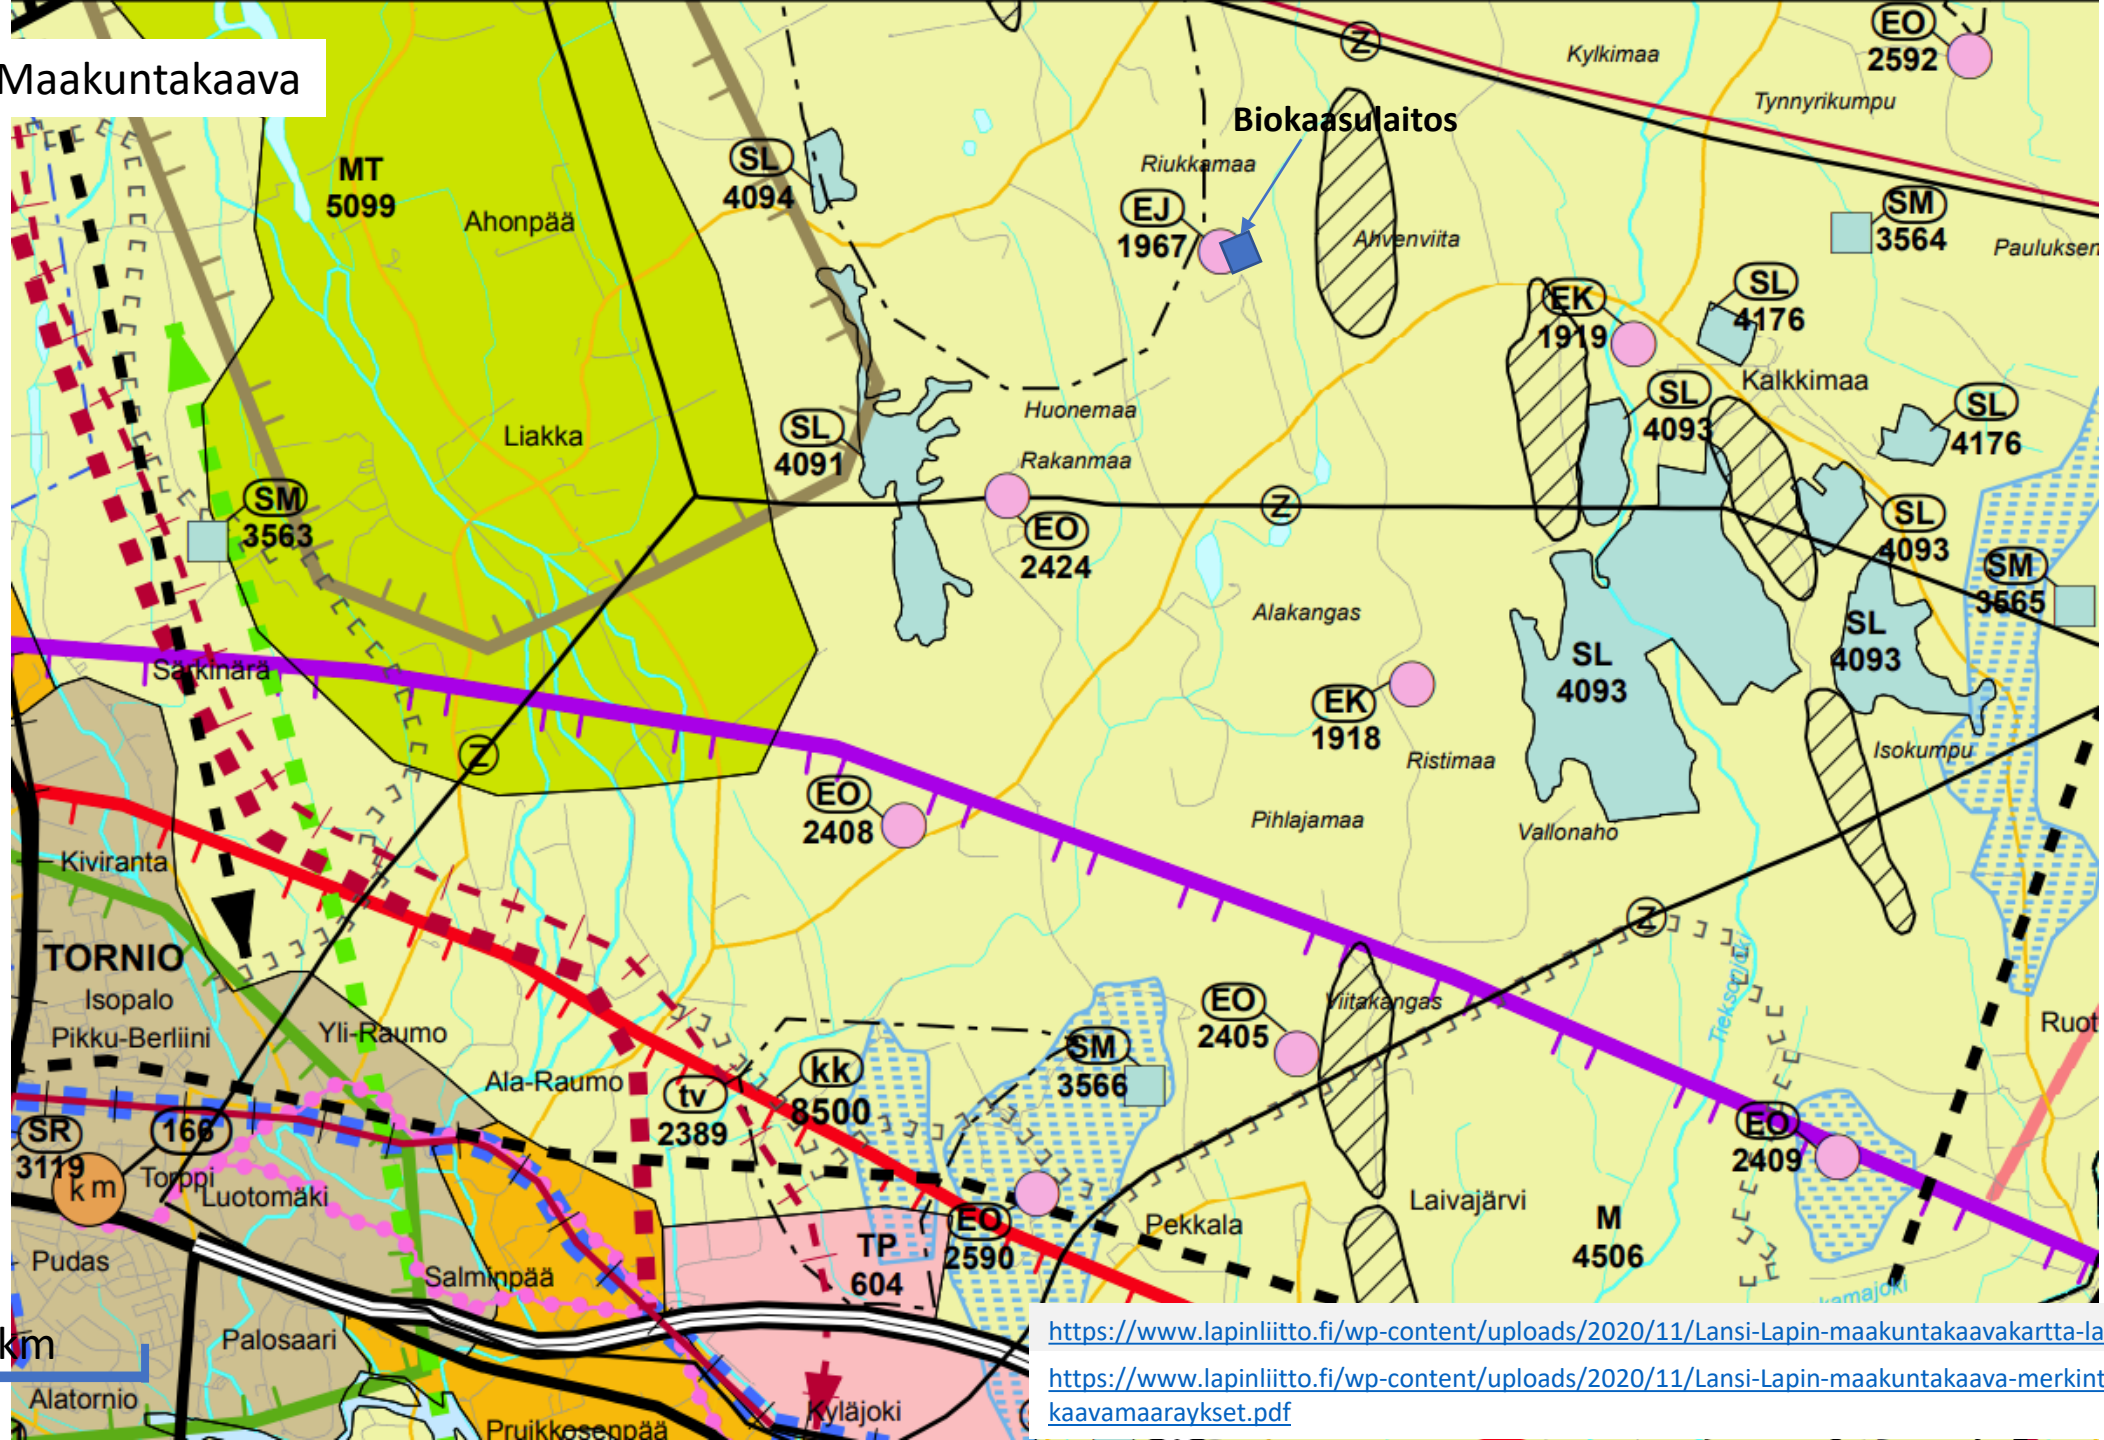 Maakuntakaava
EO
2592
Z
Kylkimaa
Tynnyrikumpu
Biokaasulaitos
MT
5099
SL
4094
Riukkamaa
Ahonpää
EJ
1967
Ahvenviita
SM
3564
Pauluksen
SL
4176
EK
1919
Kalkkimaa
SL
4093
SL
4176
Huonemaa
Liakka
SL
4091
Rakanmaa
SM
3563
EO
2424
Z
SL
4093
SM
3565
Alakangas
SL
4093
SL
4093
Särkinärä
EK
1918
Ristimaa
Isokumpu
Z
EO
2408
Pihlajamaa
Vallonaho
Kiviranta
Z
TORNIO
Isopalo
Pikku-Berliini
Yli-Raumo
Viitakangas
EO
2405
Tieksonjoki
Ruot
SM
3566
kk
8500
Ala-Raumo
tv
2389
EO
2409
SR
3119
166
km
Torppi
Luotomäki
Laivajärvi
M
4506
Pekkala
EO
2590
TP
604
Pudas
Salminpää
kamajoki
Palosaari
km
Alatornio
Kyläjoki
Pruikkosenpää
https://www.lapinliitto.fi/wp-content/uploads/2020/11/Lansi-Lapin-maakuntakaavakartta-la
https://www.lapinliitto.fi/wp-content/uploads/2020/11/Lansi-Lapin-maakuntakaava-merkint
kaavamaaraykset.pdf